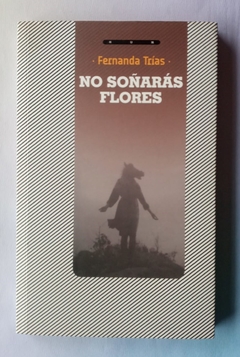 · Fernanda Trías ·
NO SOÑARÁS
FLORES